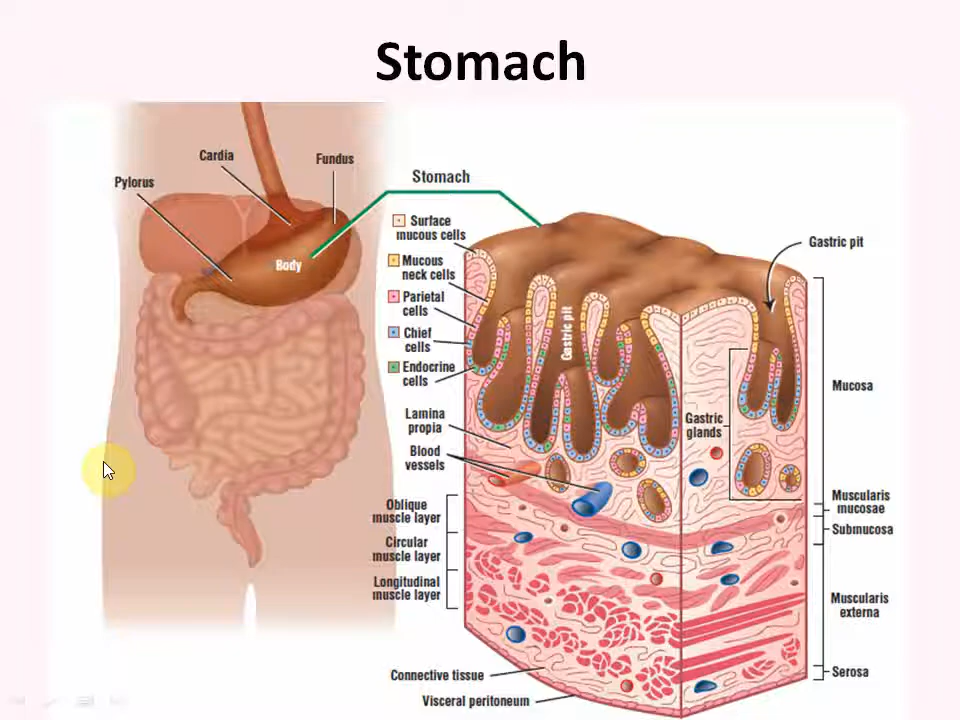 Stomach
Cardia
Fundus
Pylorus
Body
Stomach
Surface
mucous cells
Mucous
neck cells
Parietal
cells
Chief
cells
Endocrine
cells
Lamina
propia
Blood
vessels
Oblique
muscle layer
Circular
muscle layer
Longitudinal
muscle layer
Connective tissue
Visceral peritoneum
Gastric pit
Gastric pit
Gastric
glands
Mucosa
Muscularis
mucosae
Submucosa
Muscularis
externa
Serosa